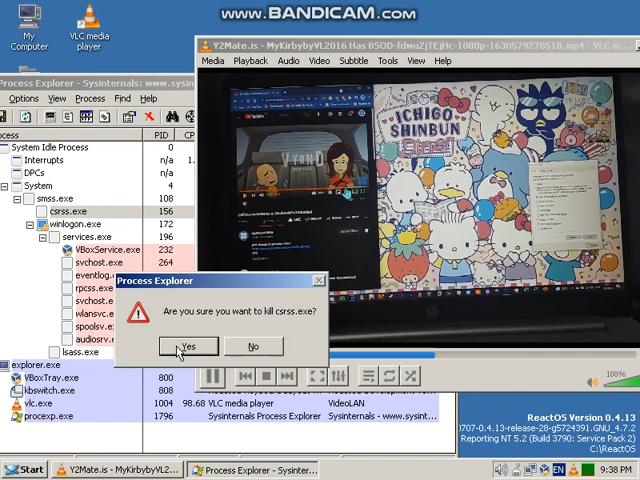 www.BANDICAM.com
My
Computer
VLC media
player
Y2Mate.is - MyKirbybyVL2016 Has BSOD-fdwuZjTEjHc-1080p-1630579278518.mp4 - VLC m...
Media Playback Audio Video Subtitle Tools View Help
Process Explorer - Sysinternals: www.sysin
Options View Process Find
ocess PID CP
System Idle Process 0
Interrupts n/a
DPCs n/a
System 4
smss.exe 108
csrss.exe 156
winlogon.exe 172
services.exe 196
VBoxService.exe 232
svchost.exe 264
eventlog.
rpcss.exe
svchost.e
wlansvc.e
spoolsv.e
audiosrv.e
lsass.exe
explorer.exe
VBoxTray.exe 800
kbswitch.exe 808
vlc.exe 1004 98.68 VLC media player VideoLAN
procexp.exe 1796 Sysinternals Process Explorer Sysinternals - www.sysint...
VYOND
ICHIGO
SHINBUN
Process Explorer
Are you sure you want to kill csrss.exe?
Yes No
100%
ReactOS Version 0.4.13
Reporting NT 5.2 (Build 3790: Service Pack 2)
C:\ReactOS
Start Y2Mate.is - MyKirbybyVL2... Process Explorer - Sysinter... EN 9:38 PM